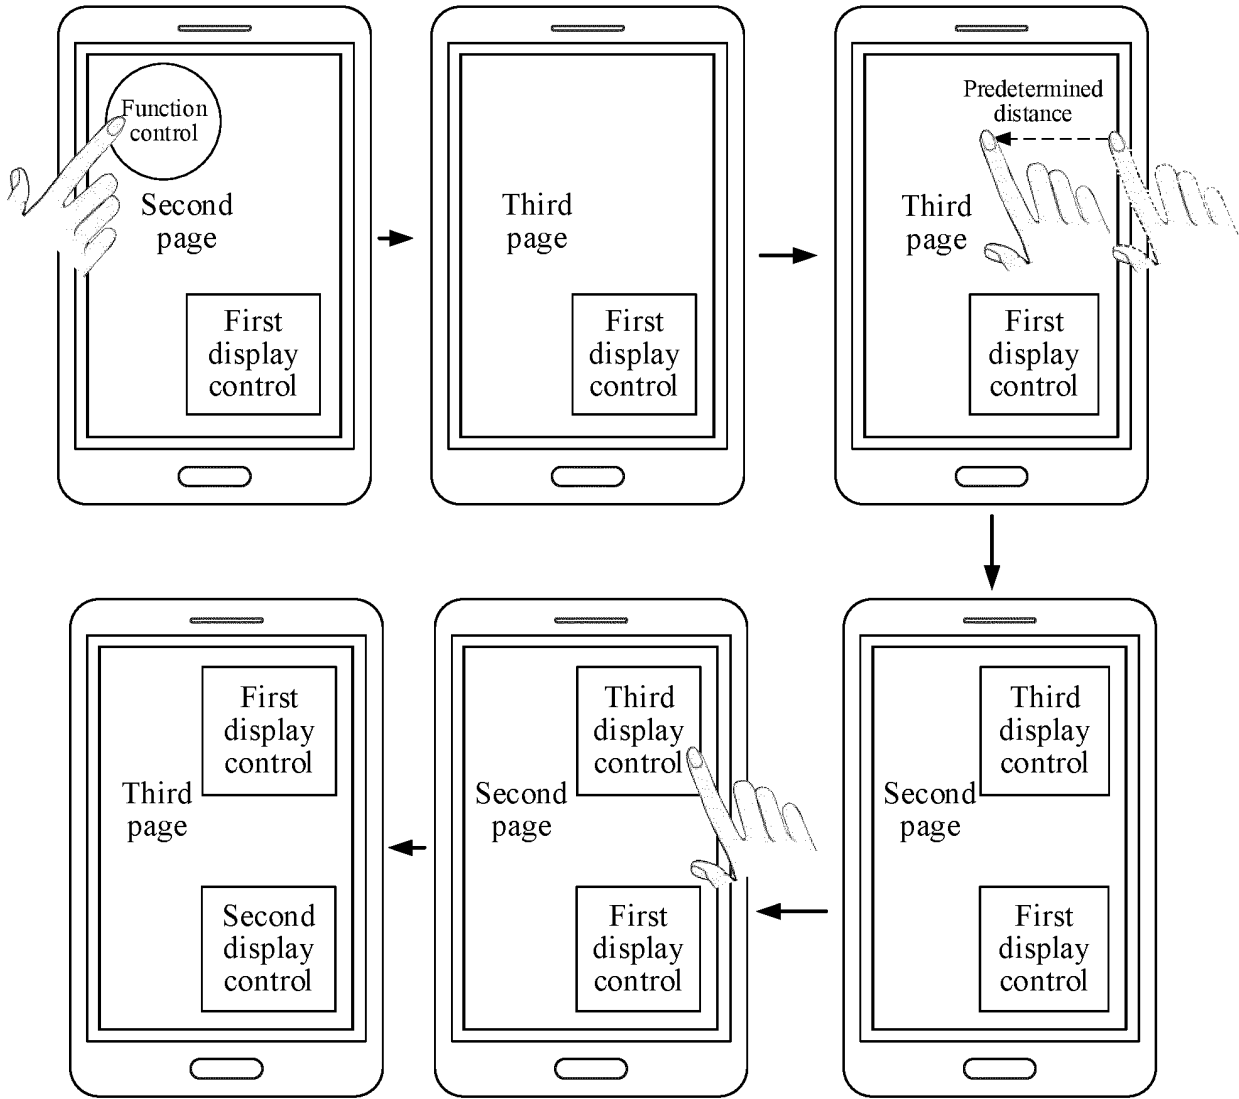 Function
control
Second
page
First
display
control
Third
page
First
display
control
Predetermined
distance
Third
page
First
display
control
First
display
control
Third
page
Second
display
control
Third
display
control
Second
page
First
display
control
Third
display
control
Second
page
First
display
control